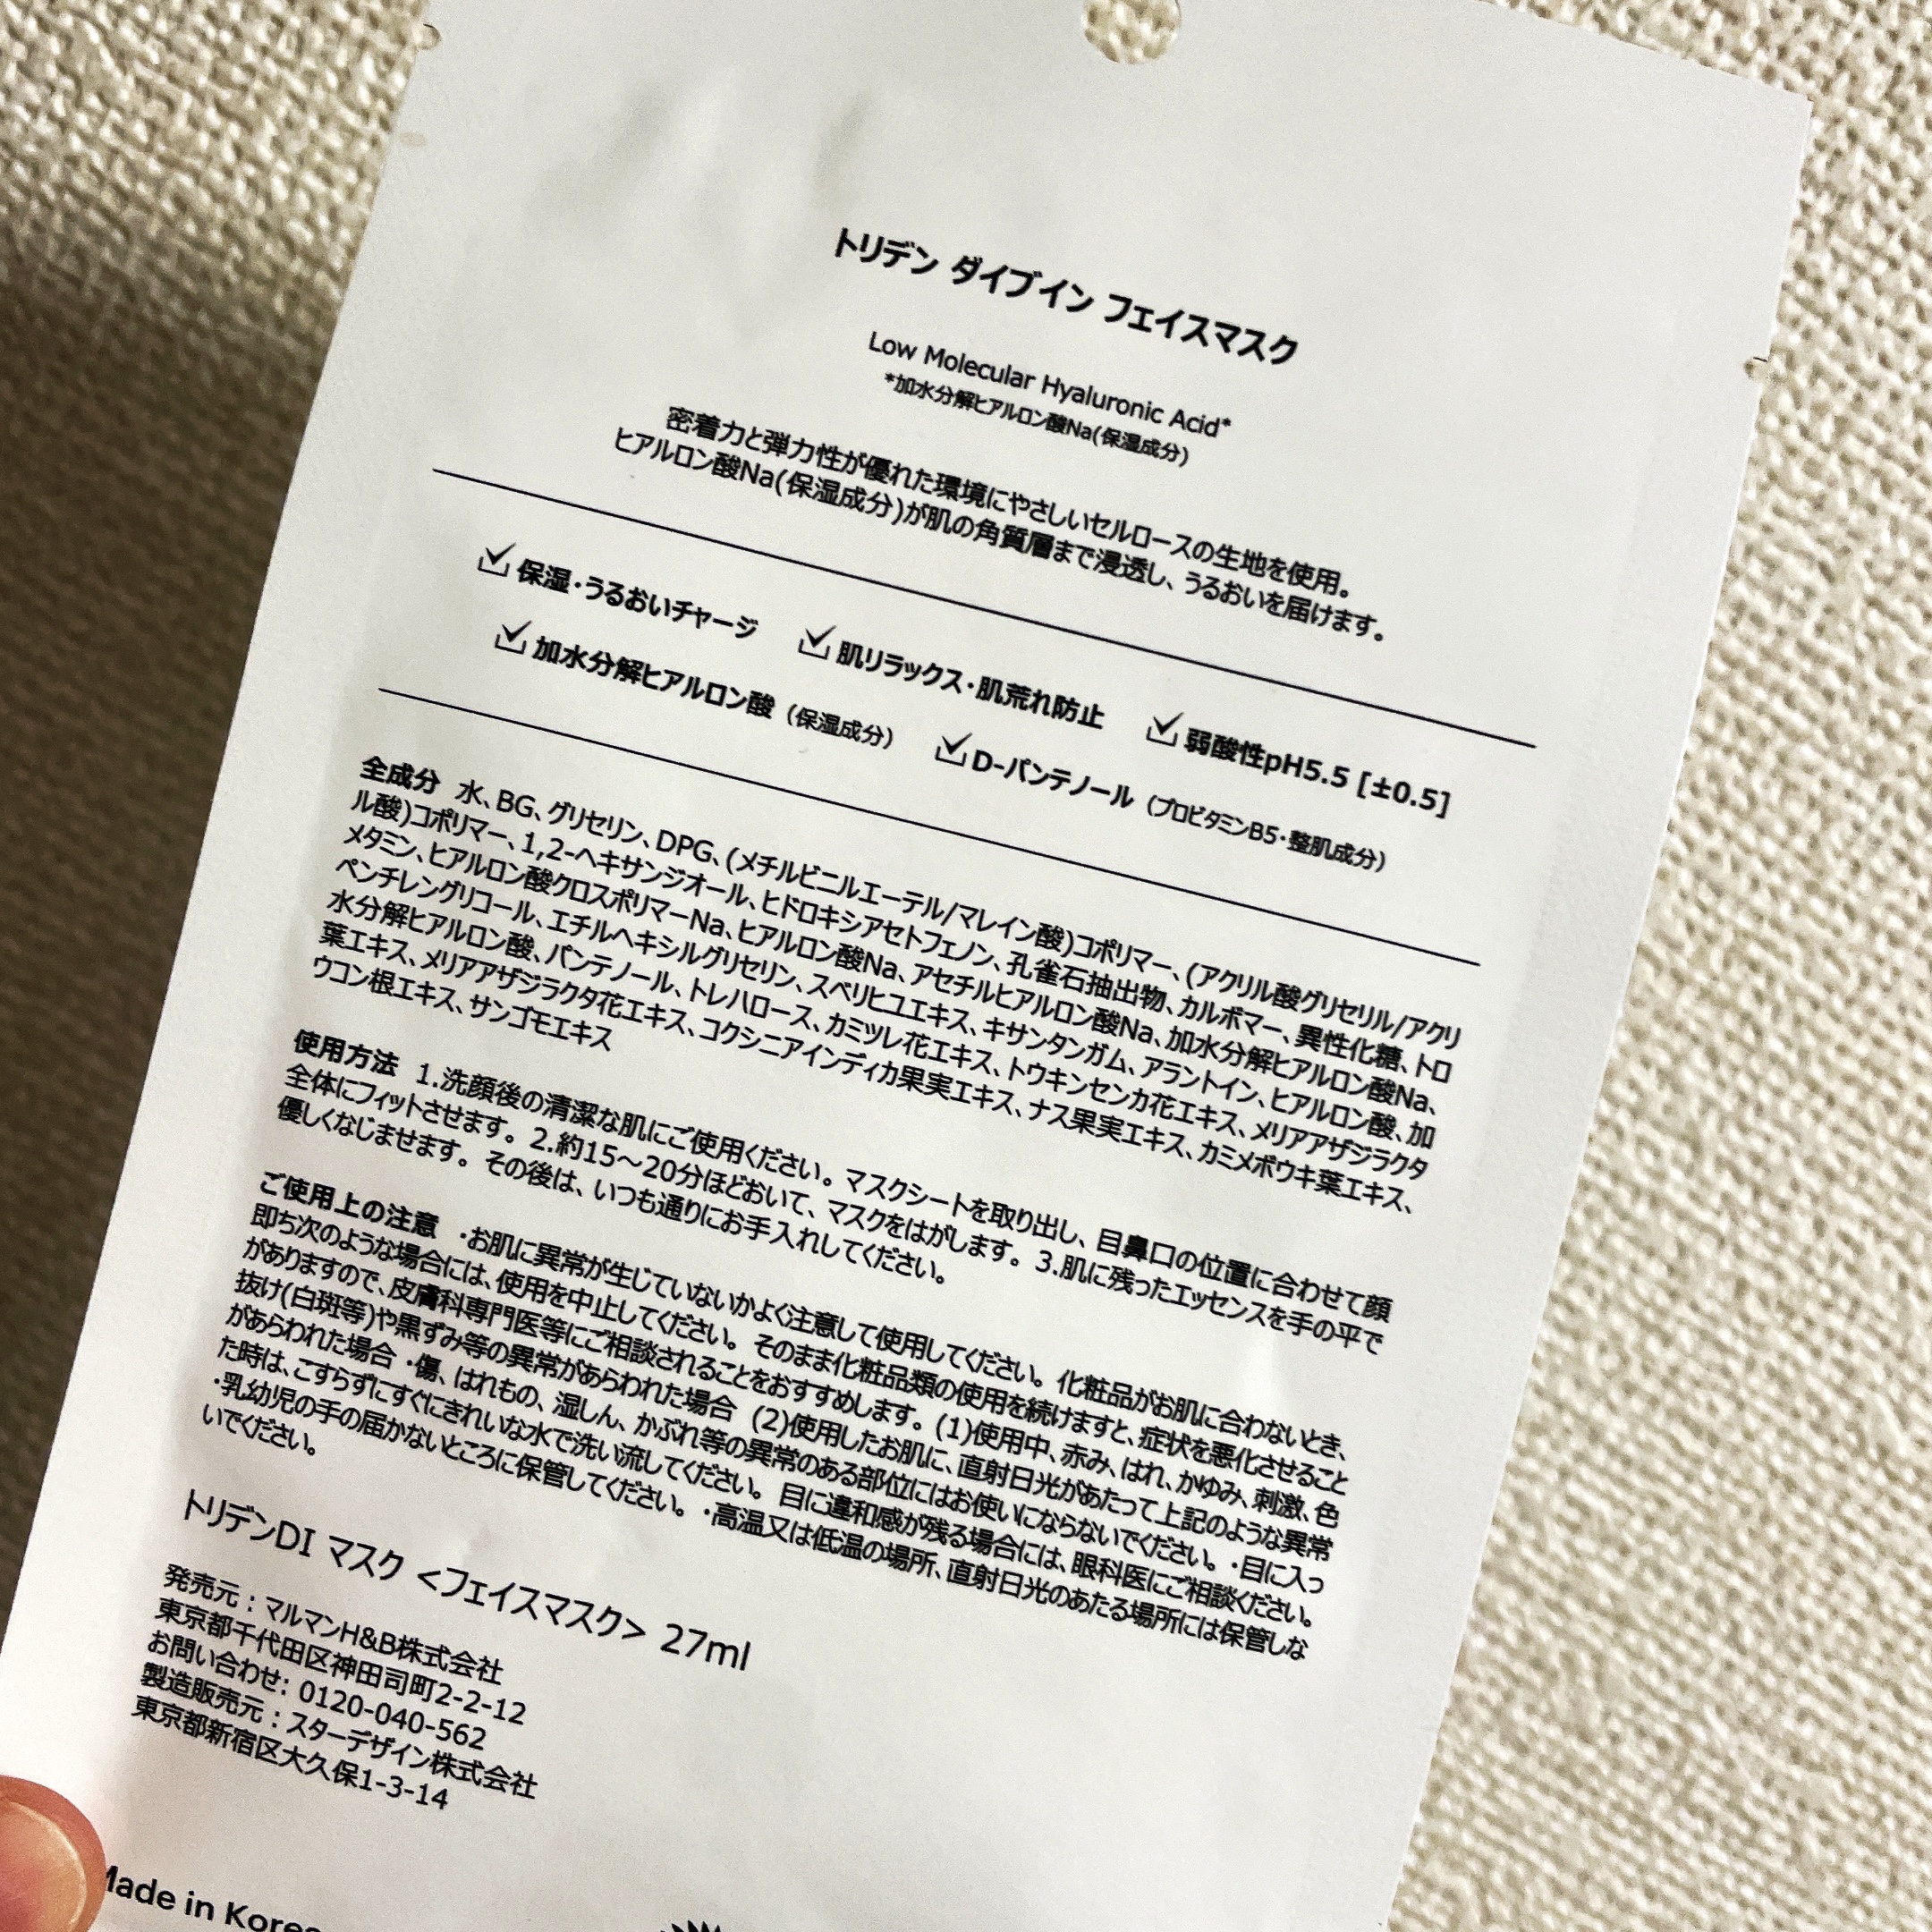 トリデン ダイブイン フェイスマスク
Low Molecular Hyaluronic Acid*
*加水分解ヒアルロン酸Na(保湿成分)
密着力と弾力性が優れた環境にやさしいセルロースの生地を使用。
ヒアルロン酸Na(保湿成分)が肌の角質層まで浸透し、うるおいを届けます。
保湿・うるおいチャージ 肌リラックス・肌荒れ防止 弱酸性pH5.5 [±0.5]
加水分解ヒアルロン酸（保湿成分） D-パンテノール（プロビタミンB5・整肌成分）
全成分 水、BG、グリセリン、DPG、(メチルビニルエーテル/マレイン酸)コポリマー、(アクリル酸グリセリル/アクリ
ル酸)コポリマー、1,2-ヘキサンジオール、ヒドロキシアセトフェノン、孔雀石抽出物、カルボマー、異性化糖、トロ
メタミン、ヒアルロン酸クロスポリマーNa、ヒアルロン酸Na、アセチルヒアルロン酸Na、加水分解ヒアルロン酸Na、
ペンチレングリコール、エチルヘキシルグリセリン、スベリヒユエキス、キサンタンガム、アラントイン、ヒアルロン酸、加
水分解ヒアルロン酸、パンテノール、トレハロース、カミツレ花エキス、トウキンセンカ花エキス、メリアアザジラクタ
葉エキス、メリアアザジラクタ花エキス、コクシニアインディカ果実エキス、ナス果実エキス、カミメボウキ葉エキス、
ウコン根エキス、サンゴモエキス
使用方法 1.洗顔後の清潔な肌にご使用ください。マスクシートを取り出し、目鼻口の位置に合わせて顔
全体にフィットさせます。2.約15～20分ほどおいて、マスクをはがします。3.肌に残ったエッセンスを手の平で
優しくなじませます。その後は、いつも通りにお手入れしてください。
ご使用上の注意 ・お肌に異常が生じていないかよく注意して使用してください。化粧品がお肌に合わないとき、
即ち次のような場合には、使用を中止してください。そのまま化粧品類の使用を続けますと、症状を悪化させること
がありますので、皮膚科専門医等にご相談されることをおすすめします。(1)使用中、赤み、はれ、かゆみ、刺激、色
抜け(白斑等)や黒ずみ等の異常があらわれた場合 (2)使用したお肌に、直射日光があたって上記のような異常
があらわれた場合 ・傷、はれもの、湿しん、かぶれ等の異常のある部位にはお使いにならないでください。・目に入っ
た時は、こすらずにすぐにきれいな水で洗い流してください。目に違和感が残る場合には、眼科医にご相談ください。
・乳幼児の手の届かないところに保管してください。・高温又は低温の場所、直射日光のあたる場所には保管しな
いでください。
トリデンDI マスク <フェイスマスク> 27ml
発売元：マルマンH&B株式会社
東京都千代田区神田司町2-2-12
お問い合わせ: 0120-040-562
製造販売元：スターデザイン株式会社
東京都新宿区大久保1-3-14
Made in Korea